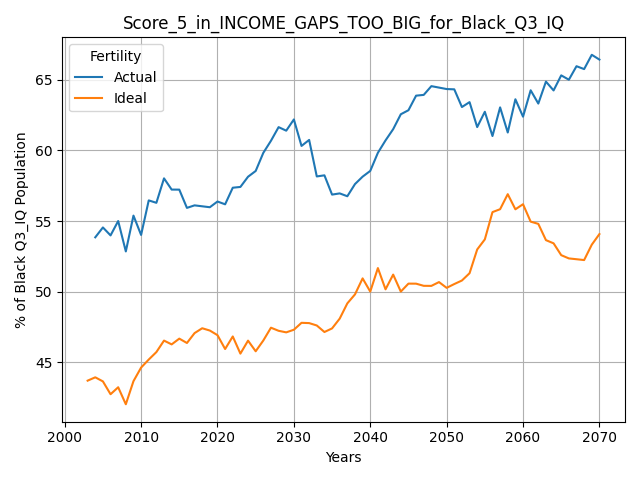 Score_5_in_INCOME_GAPS_TOO_BIG_for_Black_Q3_IQ
Fertility
Actual
Ideal
% of Black Q3_IQ Population
65
60
55
50
45
2000 2010 2020 2030 2040 2050 2060 2070
Years